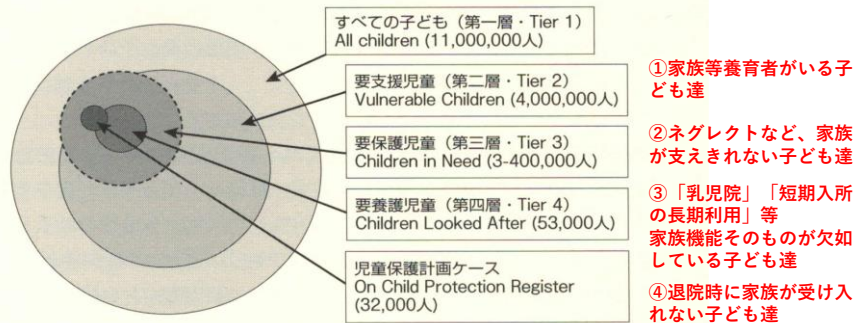 すべての子ども（第一層・Tier 1）
All children (11,000,000人)
要支援児童（第二層・Tier 2）
Vulnerable Children (4,000,000人)
要保護児童（第三層・Tier 3）
Children in Need (3-400,000人)
要養護児童（第四層・Tier 4）
Children Looked After (53,000人)
児童保護計画ケース
On Child Protection Register
(32,000人)
①家族等養育者がいる子
ども達
②ネグレクトなど、家族
が支えきれない子ども達
③「乳児院」「短期入所
の長期利用」等
家族機能そのものが欠如
している子ども達
④退院時に家族が受け入
れない子ども達